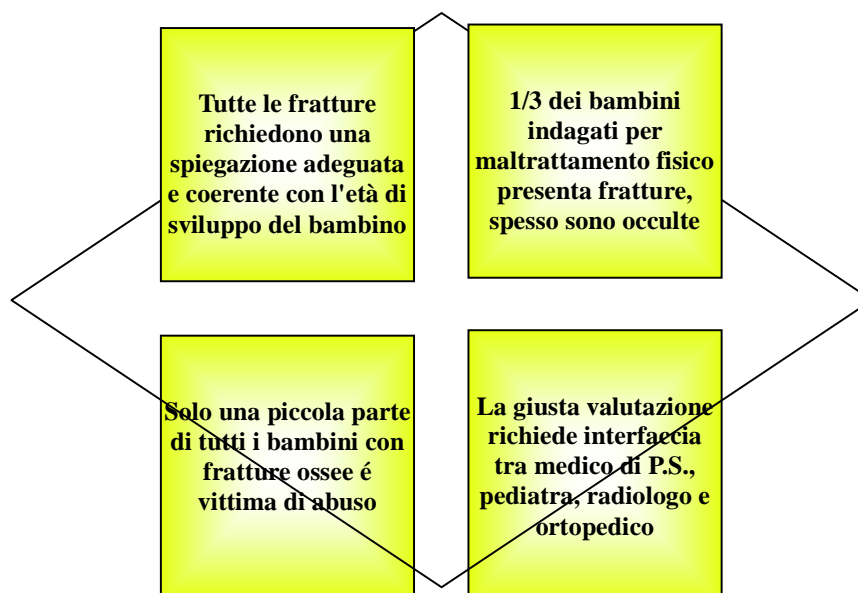 Tutte le fratture
richiedono una
spiegazione adeguata
e coerente con l'età di
sviluppo del bambino
1/3 dei bambini
indagati per
maltrattamento fisico
presenta fratture,
spesso sono occulte
Solo una piccola parte
di tutti i bambini con
fratture ossee é
vittima di abuso
La giusta valutazione
richiede interfaccia
tra medico di P.S.,
pediatra, radiologo e
ortopedico